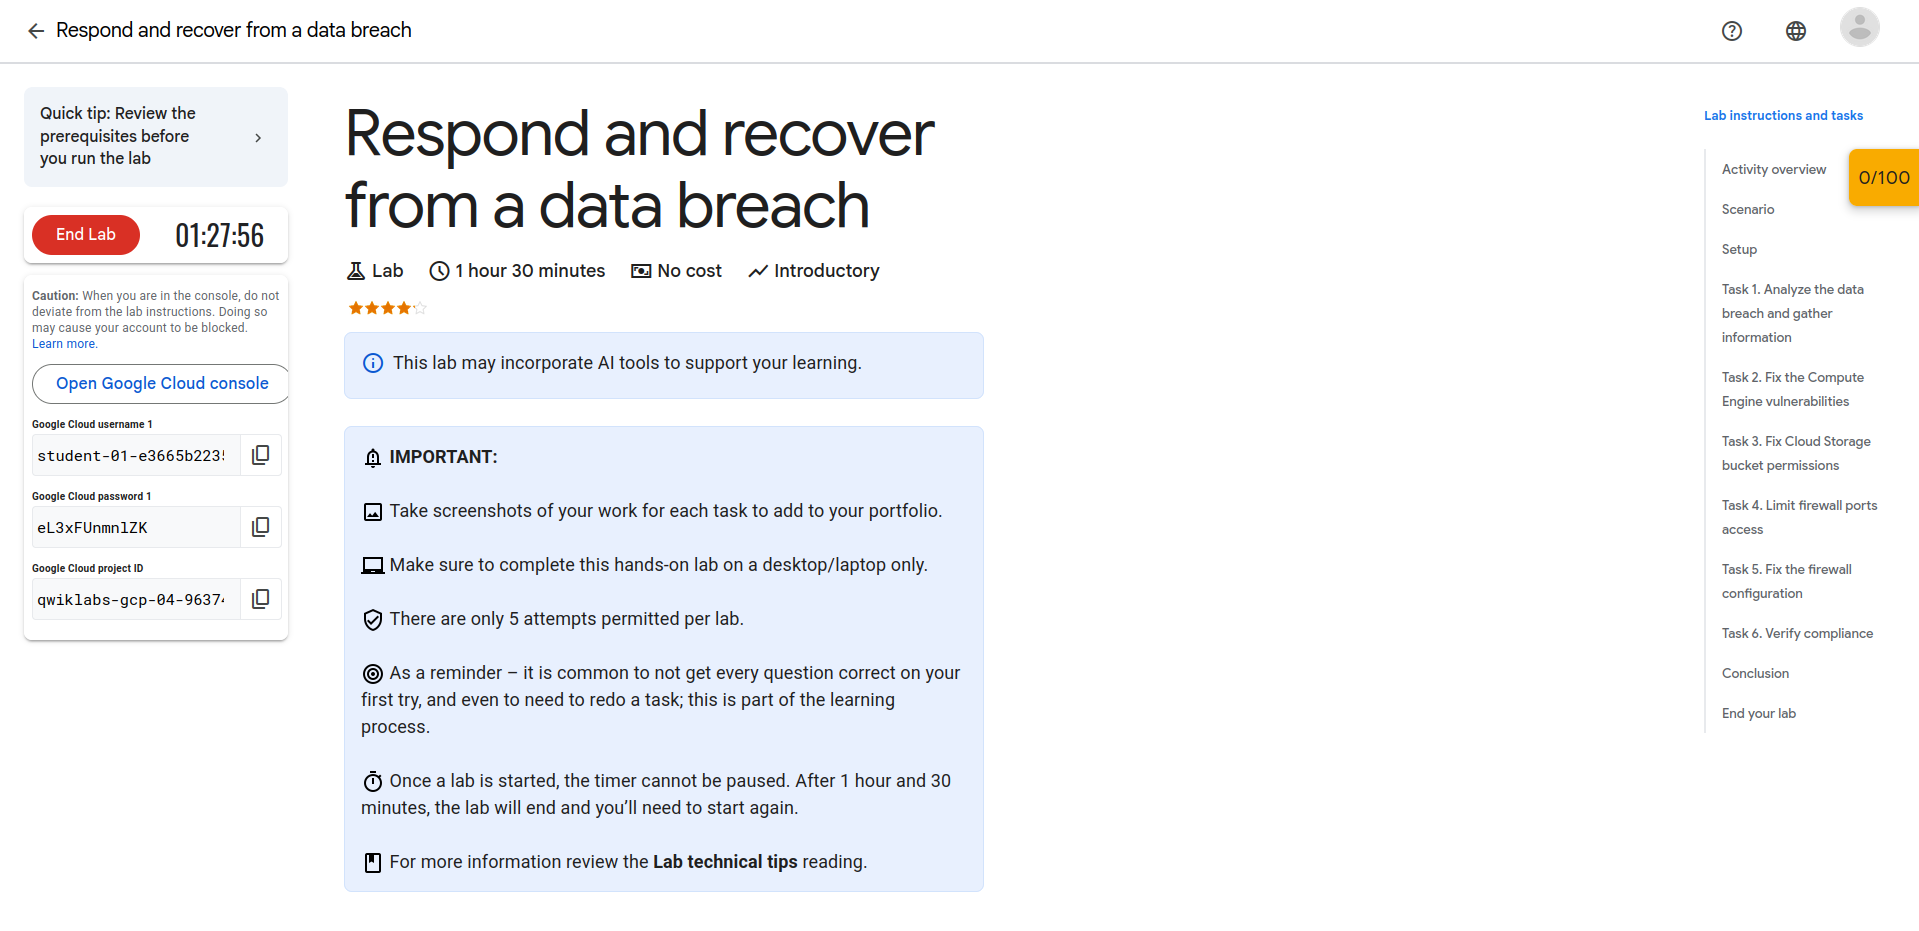 Respond and recover from a data breach
Quick tip: Review the
prerequisites before
you run the lab
End Lab
01:27:56
Caution: When you are in the console, do not
deviate from the lab instructions. Doing so
may cause your account to be blocked.
Learn more.
Open Google Cloud console
Google Cloud username 1
student-01-e3665b2235
Google Cloud password 1
eL3xFUnmnlZK
Google Cloud project ID
qwiklabs-gcp-04-96374
Respond and recover
from a data breach
Lab
1 hour 30 minutes
No cost
Introductory
This lab may incorporate AI tools to support your learning.
IMPORTANT:
Take screenshots of your work for each task to add to your portfolio.
Make sure to complete this hands-on lab on a desktop/laptop only.
There are only 5 attempts permitted per lab.
As a reminder – it is common to not get every question correct on your
first try, and even to need to redo a task; this is part of the learning
process.
Once a lab is started, the timer cannot be paused. After 1 hour and 30
minutes, the lab will end and you’ll need to start again.
For more information review the Lab technical tips reading.
Lab instructions and tasks
Activity overview
0/100
Scenario
Setup
Task 1. Analyze the data
breach and gather
information
Task 2. Fix the Compute
Engine vulnerabilities
Task 3. Fix Cloud Storage
bucket permissions
Task 4. Limit firewall ports
access
Task 5. Fix the firewall
configuration
Task 6. Verify compliance
Conclusion
End your lab